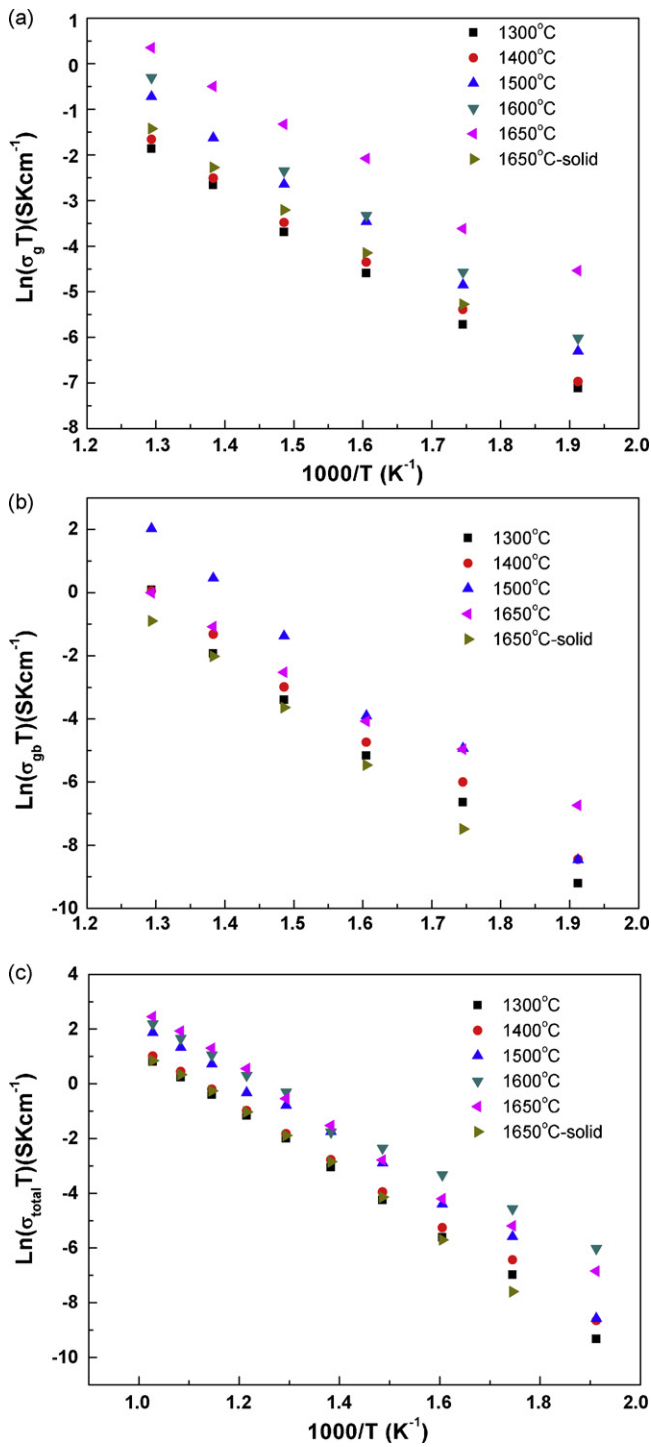 (a)
1
0
-1
-2
-3
-4
-5
-6
-7
-8
Ln(σgT)(SKcm⁻¹)
1300°C
1400°C
1500°C
1600°C
1650°C
1650°C-solid
1.2 1.3 1.4 1.5 1.6 1.7 1.8 1.9 2.0
1000/T (K⁻¹)
(b)
2
0
-2
-4
-6
-8
-10
Ln(σgbT)(SKcm⁻¹)
1300°C
1400°C
1500°C
1650°C
1650°C-solid
1.2 1.3 1.4 1.5 1.6 1.7 1.8 1.9 2.0
(c)
4
2
0
-2
-4
-6
-8
-10
Ln(σtotalT)(SKcm⁻¹)
1300°C
1400°C
1500°C
1600°C
1650°C
1650°C-solid
1.0 1.2 1.4 1.6 1.8 2.0
1000/T (K⁻¹)